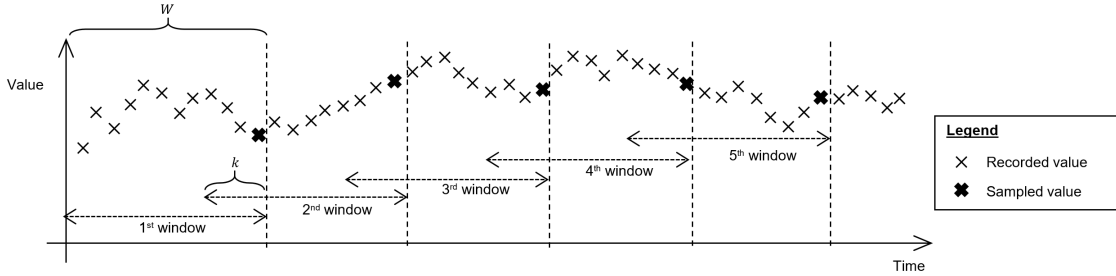 W
Value
k
1st window
2nd window
3rd window
4th window
5th window
Time
Legend
Recorded value
Sampled value